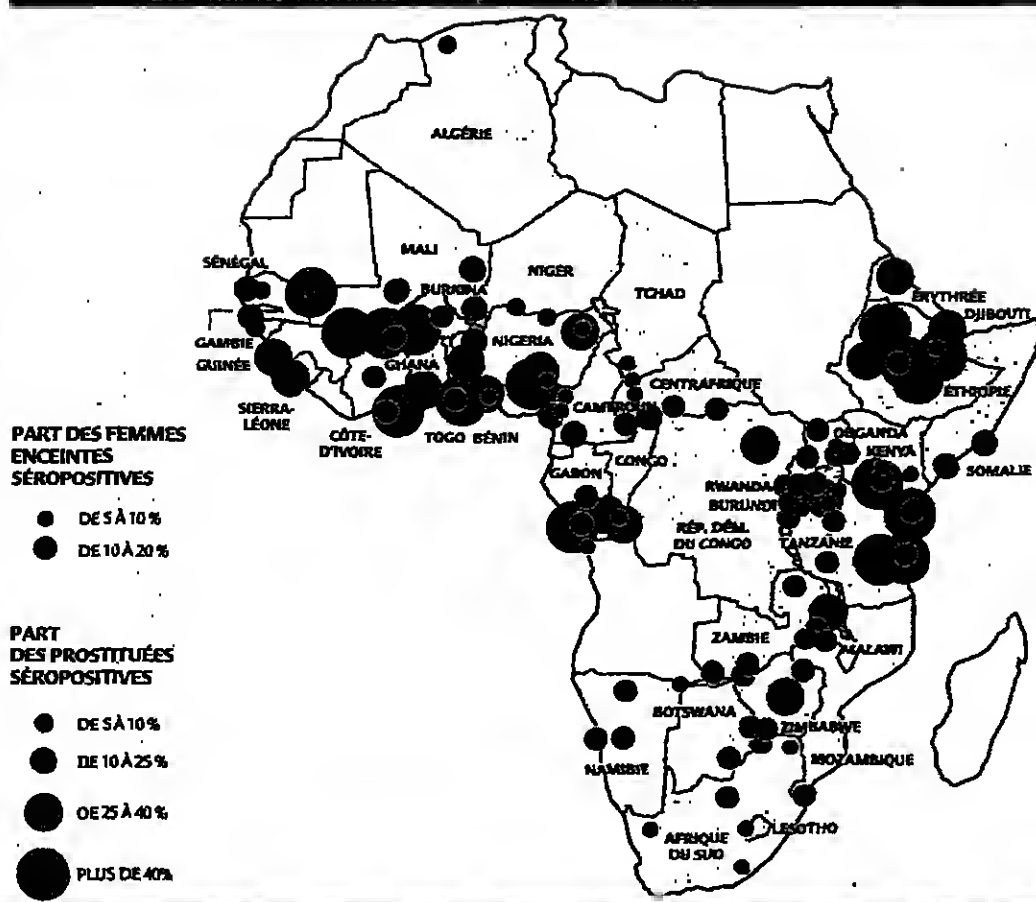 ALGÉRIE
MALI
NIGER
SÉNÉGAL
BURKINA
TCHAD
ÉRYTHRÉE
DJIBOUTI
GAMBIE
NIGERIA
GUINÉE
GHANA
CENTRAFRIQUE
ÉTHIOPIE
SIERRA-
LÉONE
CAMEROUN
OUGANDA
CÔTE-
D'IVOIRE
TOGO
BÉNIN
KENYA
CONGO
SOMALIE
GABON
RWANDA
BURUNDI
RÉP. DÉM.
DU CONGO
TANZANIE
ZAMBIE
MALAWI
BOTSWANA
ZIMBABWE
NAMIBIE
MOZAMBIQUE
AFRIQUE
DU SUD
LESOTHO
PART DES FEMMES
ENCEINTES
SÉROPOSITIVES
DE 5 À 10 %
DE 10 À 20 %
PART
DES PROSTITUÉES
SÉROPOSITIVES
DE 5 À 10 %
DE 10 À 25 %
DE 25 À 40 %
PLUS DE 40%